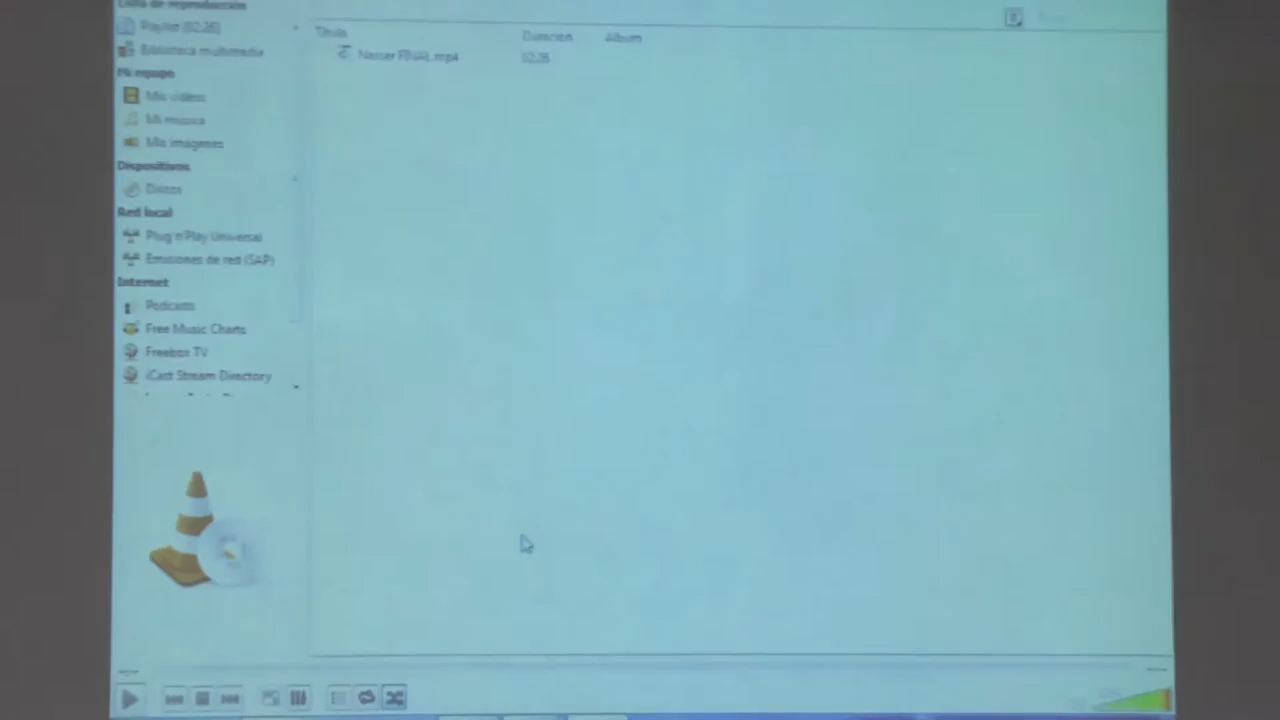 Lista de reproducción
Playlist [02:26]
Biblioteca multimedia
Mi equipo
Mis vídeos
Mi música
Mis imágenes
Dispositivos
Discos
Red local
Plug n'Play Universal
Emisiones de red (SAP)
Internet
Podcasts
Free Music Charts
Freebox TV
iCast Stream Directory
Título Duración Álbum
Nasser FINAL.mp4 02:26